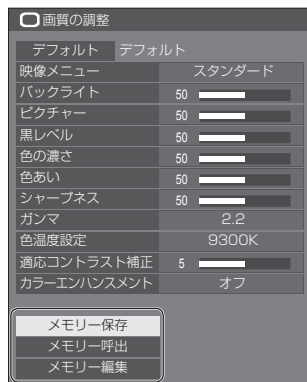 画質の調整
デフォルト デフォルト
映像メニュー スタンダード
バックライト 50
ピクチャー 50
黒レベル 50
色の濃さ 50
色あい 50
シャープネス 50
ガンマ 2.2
色温度設定 9300K
適応コントラスト補正 5
カラーエンハンスメント オフ
メモリー保存
メモリー呼出
メモリー編集